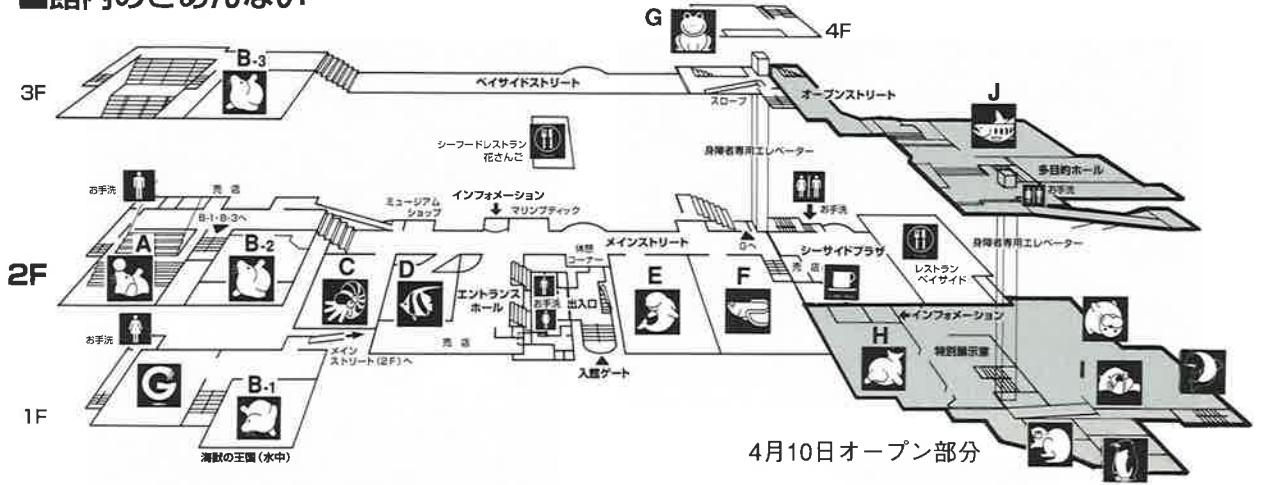 ■館内のごあんない
G
4F
B-3
3F
ベイサイドストリート
スロープ
オープンストリート
J
シーフードレストラン
花さんご
身障者専用エレベーター
多目的ホール
お手洗
お手洗
売店
B-1・B-3へ
ミュージアム
ショップ
インフォメーション
マリンブティック
メインストリート
Gへ
お手洗
シーサイドプラザ
売店
レストラン
ベイサイド
身障者専用エレベーター
2F
A
B-2
C
D
エントランス
ホール
休憩
コーナー
お手洗
出入口
E
F
売店
入館ゲート
インフォメーション
H
特別展示室
お手洗
メイン
ストリート(2F)へ
G
B-1
1F
海獣の王国(水中)
4月10日オープン部分